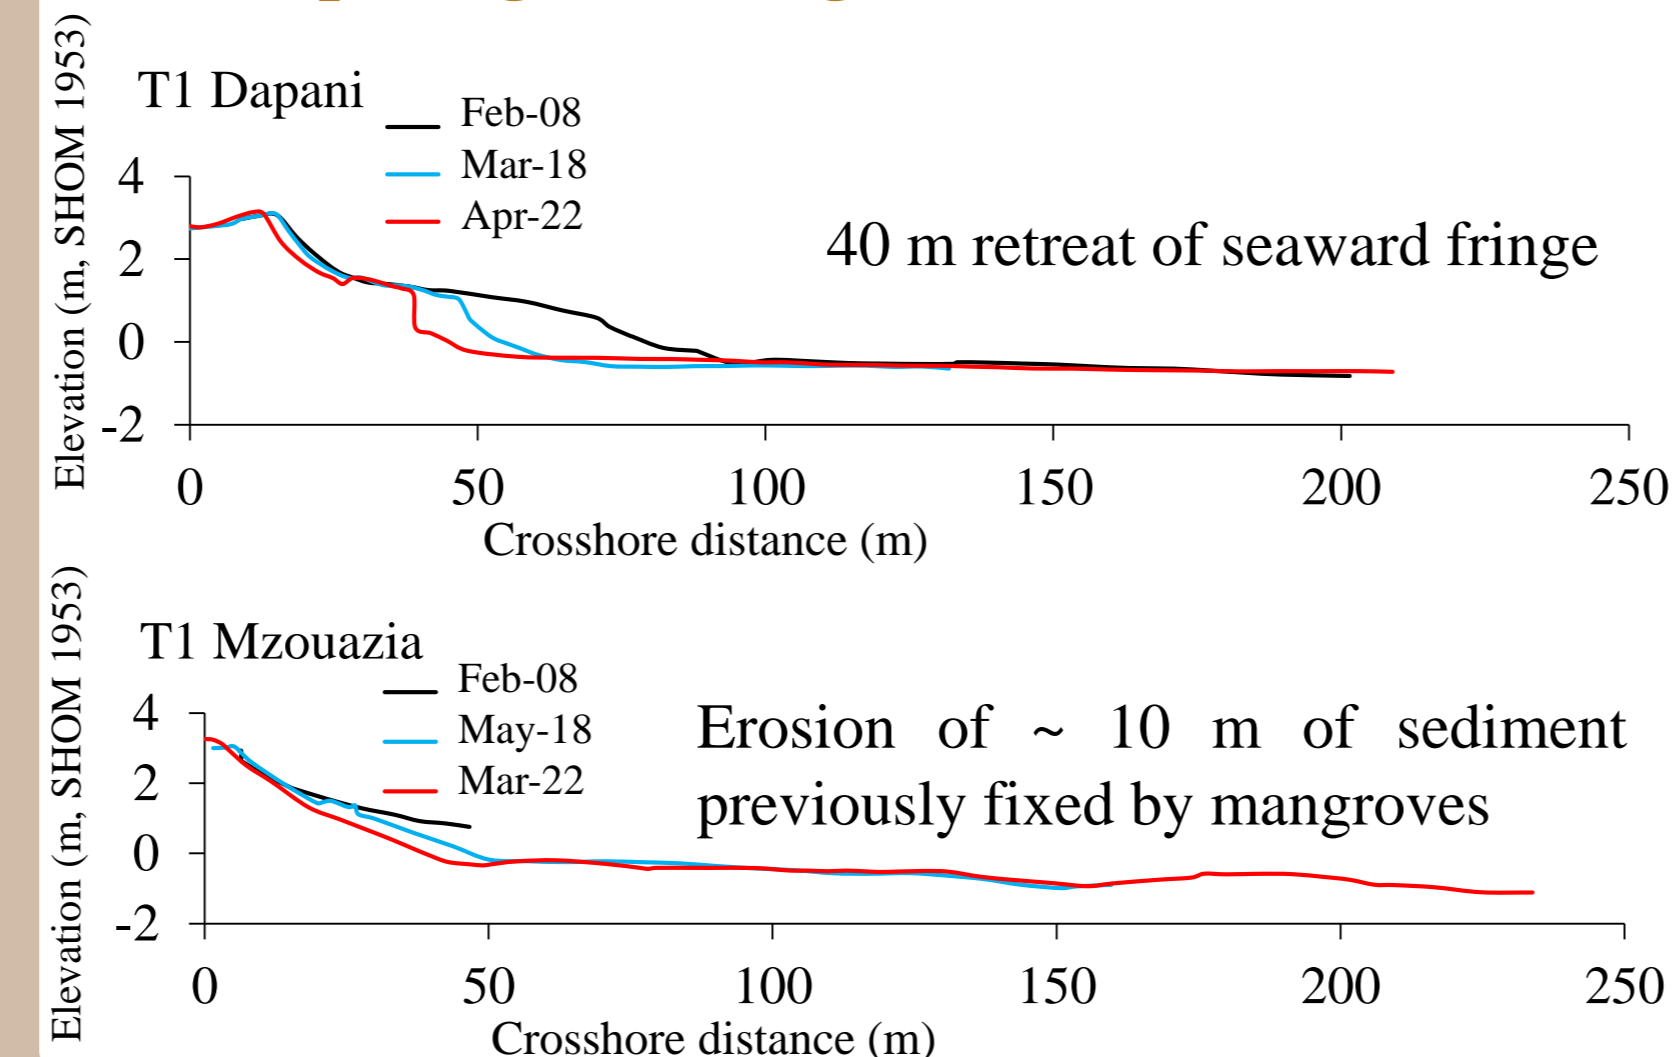 Elevation (m, SHOM 1953)
T1 Dapani
Feb-08
Mar-18
Apr-22
40 m retreat of seaward fringe
4
2
0
-2
0 50 100 150 200 250
Crosshore distance (m)
Elevation (m, SHOM 1953)
T1 Mzouazia
Feb-08
May-18
Mar-22
Erosion of ~ 10 m of sediment
previously fixed by mangroves
4
2
0
-2
0 50 100 150 200 250
Crosshore distance (m)